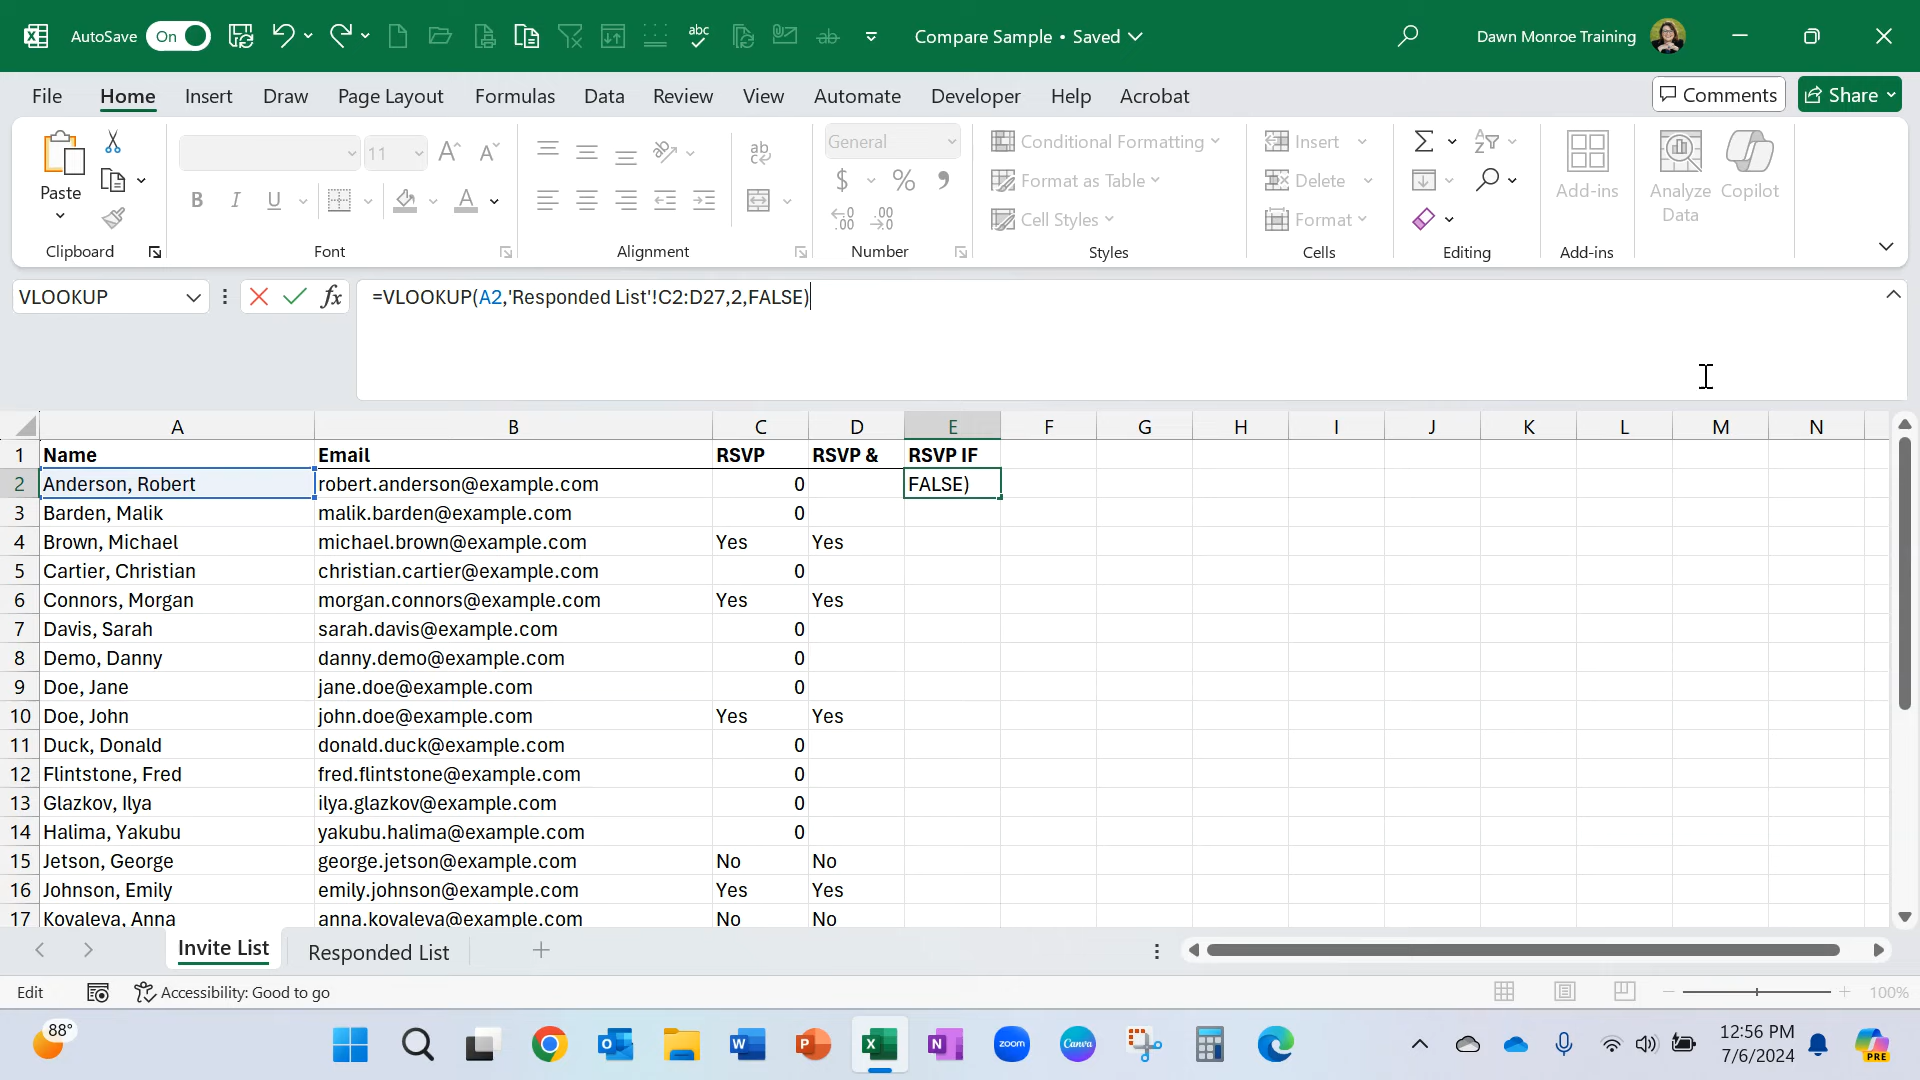 AutoSave On abc ab Compare Sample • Saved Dawn Monroe Training
File Home Insert Draw Page Layout Formulas Data Review View Automate Developer Help Acrobat Comments Share
Paste
Clipboard
11 A A
B I U A
Font
ab
Alignment
General
$ % 9
.00 .00
Number
Conditional Formatting
Format as Table
Cell Styles
Styles
Insert
Delete
Format
Cells
Editing
Add-ins
Add-ins
Analyze Data
Copilot
VLOOKUP fx =VLOOKUP(A2,'Responded List'!C2:D27,2,FALSE)
A B C D E F G H I J K L M N
1 Name Email RSVP RSVP & RSVP IF
2 Anderson, Robert robert.anderson@example.com 0 FALSE)
3 Barden, Malik malik.barden@example.com 0
4 Brown, Michael michael.brown@example.com Yes Yes
5 Cartier, Christian christian.cartier@example.com 0
6 Connors, Morgan morgan.connors@example.com Yes Yes
7 Davis, Sarah sarah.davis@example.com 0
8 Demo, Danny danny.demo@example.com 0
9 Doe, Jane jane.doe@example.com 0
10 Doe, John john.doe@example.com Yes Yes
11 Duck, Donald donald.duck@example.com 0
12 Flintstone, Fred fred.flintstone@example.com 0
13 Glazkov, Ilya ilya.glazkov@example.com 0
14 Halima, Yakubu yakubu.halima@example.com 0
15 Jetson, George george.jetson@example.com No No
16 Johnson, Emily emily.johnson@example.com Yes Yes
17 Kovaleva, Anna anna.kovaleva@example.com No No
Invite List Responded List
Edit Accessibility: Good to go 100%
88° zoom Canva PRE
12:56 PM
7/6/2024